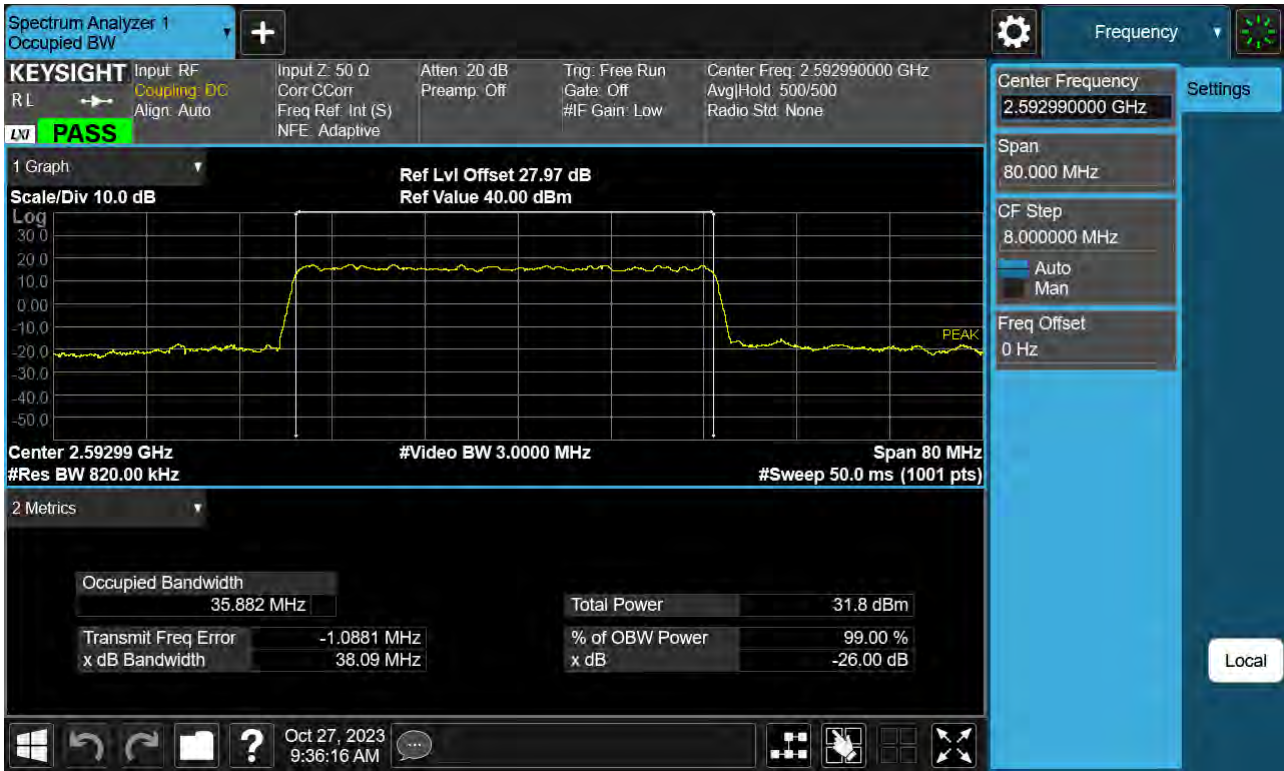 Spectrum Analyzer 1
Occupied BW
+
Frequency
KEYSIGHT
RL
LXI PASS
Input: RF
Coupling: DC
Align: Auto
Input Z: 50 Ω
Corr CCorr
Freq Ref: Int (S)
NFE: Adaptive
Atten: 20 dB
Preamp: Off
Trig: Free Run
Gate: Off
#IF Gain: Low
Center Freq: 2.592990000 GHz
Avg|Hold: 500/500
Radio Std: None
1 Graph
Scale/Div 10.0 dB
Ref Lvl Offset 27.97 dB
Ref Value 40.00 dBm
Log
30.0
20.0
10.0
0.00
-10.0
-20.0
-30.0
-40.0
-50.0
PEAK
Center 2.59299 GHz
#Res BW 820.00 kHz
#Video BW 3.0000 MHz
Span 80 MHz
#Sweep 50.0 ms (1001 pts)
2 Metrics
Occupied Bandwidth
35.882 MHz
Transmit Freq Error -1.0881 MHz
x dB Bandwidth 38.09 MHz
Total Power 31.8 dBm
% of OBW Power 99.00 %
x dB -26.00 dB
Center Frequency
2.592990000 GHz
Span
80.000 MHz
CF Step
8.000000 MHz
Auto
Man
Freq Offset
0 Hz
Settings
Local
?
Oct 27, 2023
9:36:16 AM